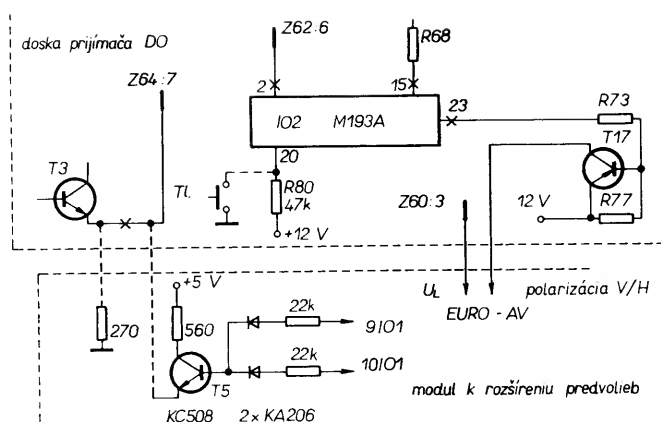 Z62:6
R68
doska prijímača DO
Z64:7
2
15
23
R73
IO2 M193A
T17
20
T3
Tl.
R80
47k
R77
Z60:3
12 V
+12 V
+5 V
UL
polarizácia V/H
EURO - AV
22k
270
560
9IO1
22k
10IO1
T5
modul k rozšíreniu predvolieb
KC508 2 x KA206